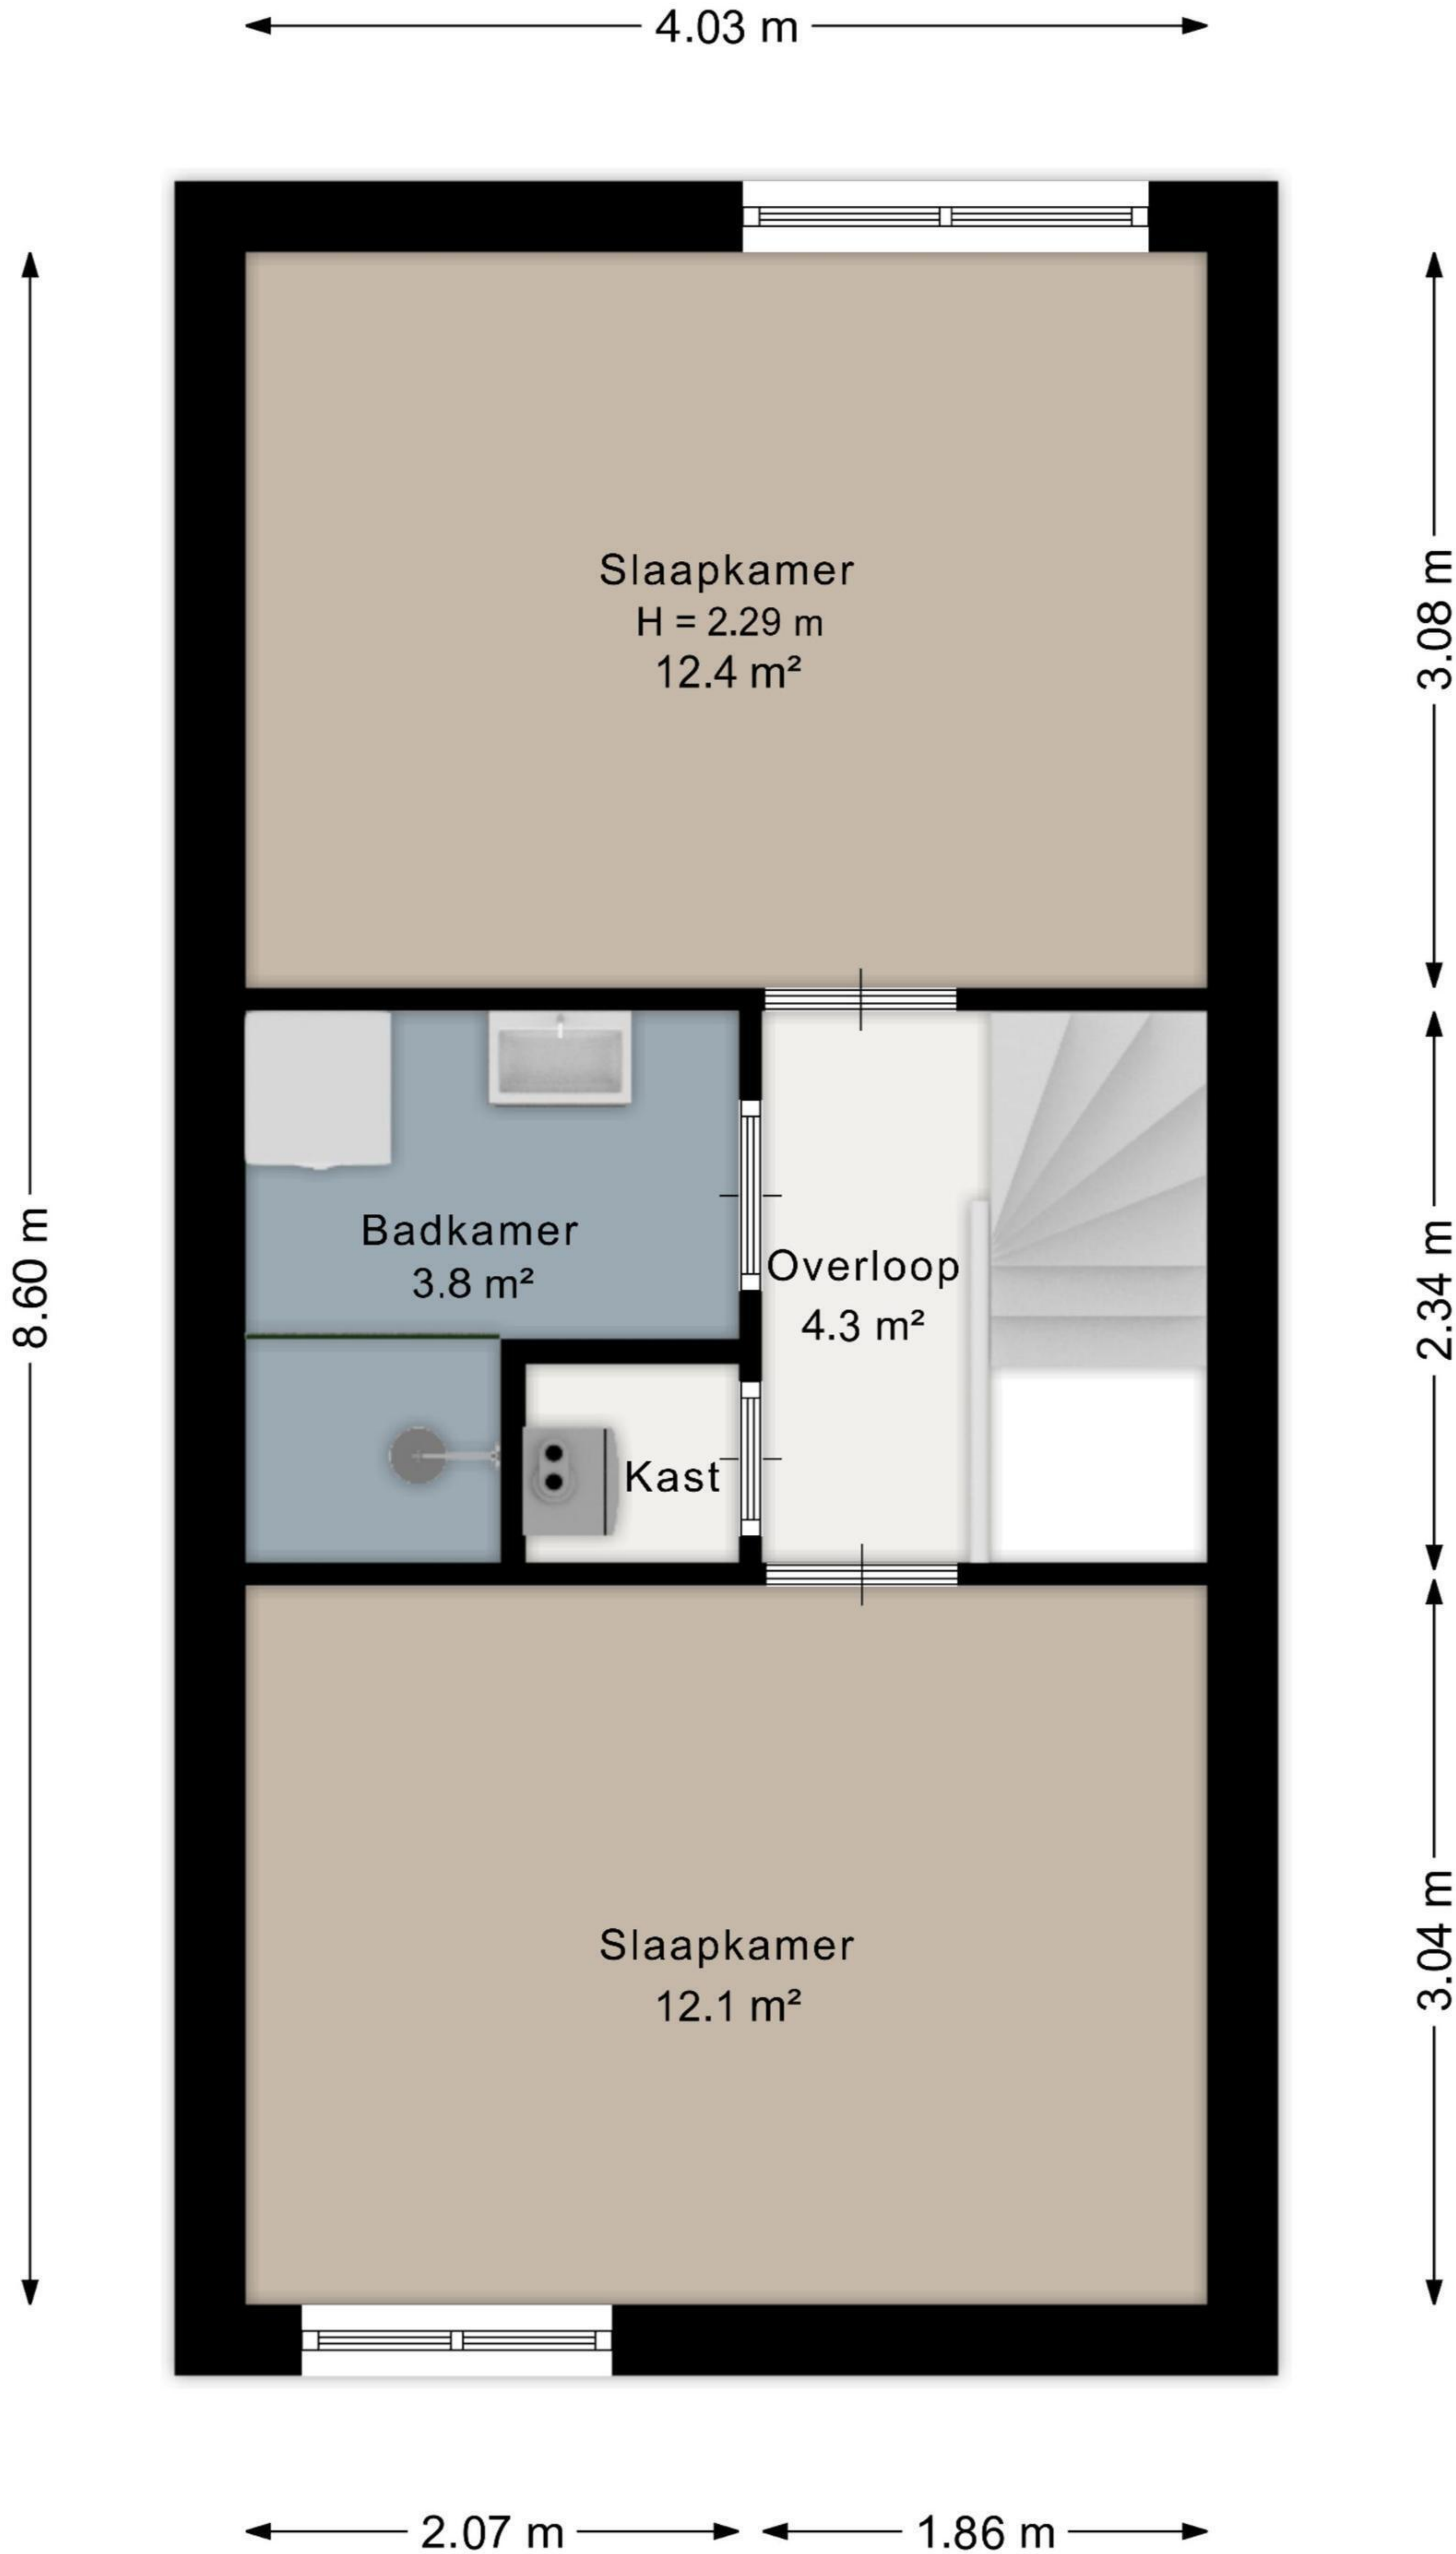 4.03 m
Slaapkamer
H = 2.29 m
12.4 m²
3.08 m
8.60 m
Badkamer
3.8 m²
Overloop
4.3 m²
2.34 m
Kast
Slaapkamer
12.1 m²
3.04 m
2.07 m
1.86 m